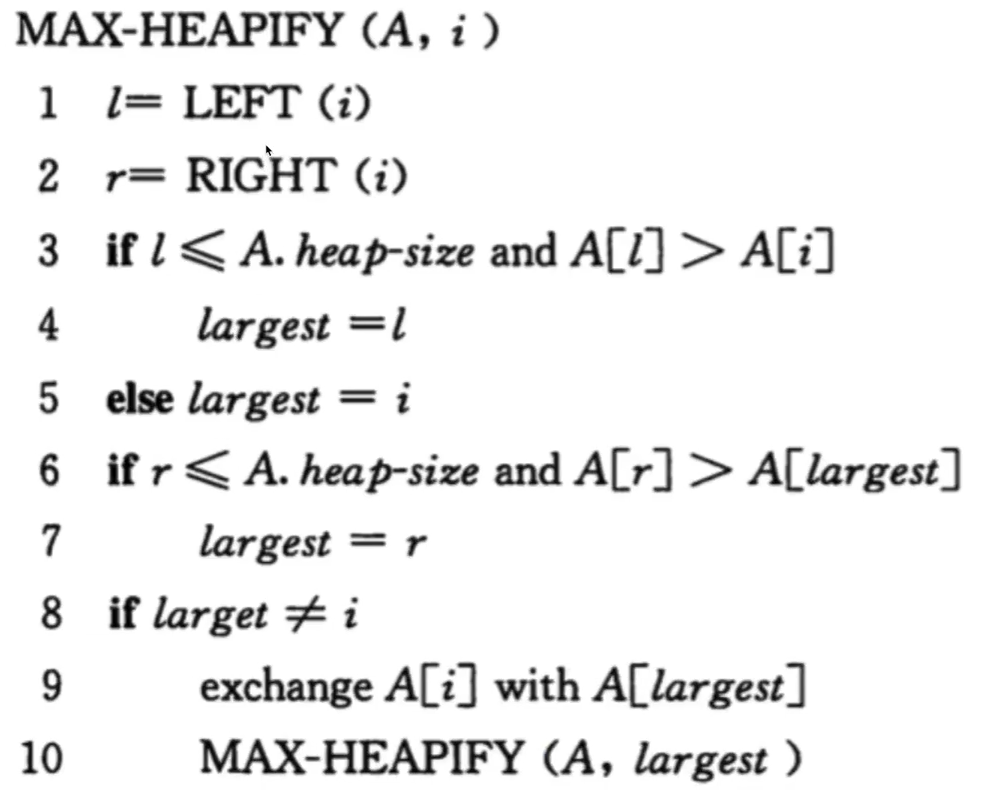 MAX-HEAPIFY (A, i )
1 l= LEFT (i)
2 r= RIGHT (i)
3 if l ⩽ A. heap-size and A[l] > A[i]
4 largest =l
5 else largest = i
6 if r ⩽ A. heap-size and A[r] > A[largest]
7 largest = r
8 if larget ≠ i
9 exchange A[i] with A[largest]
10 MAX-HEAPIFY (A, largest )